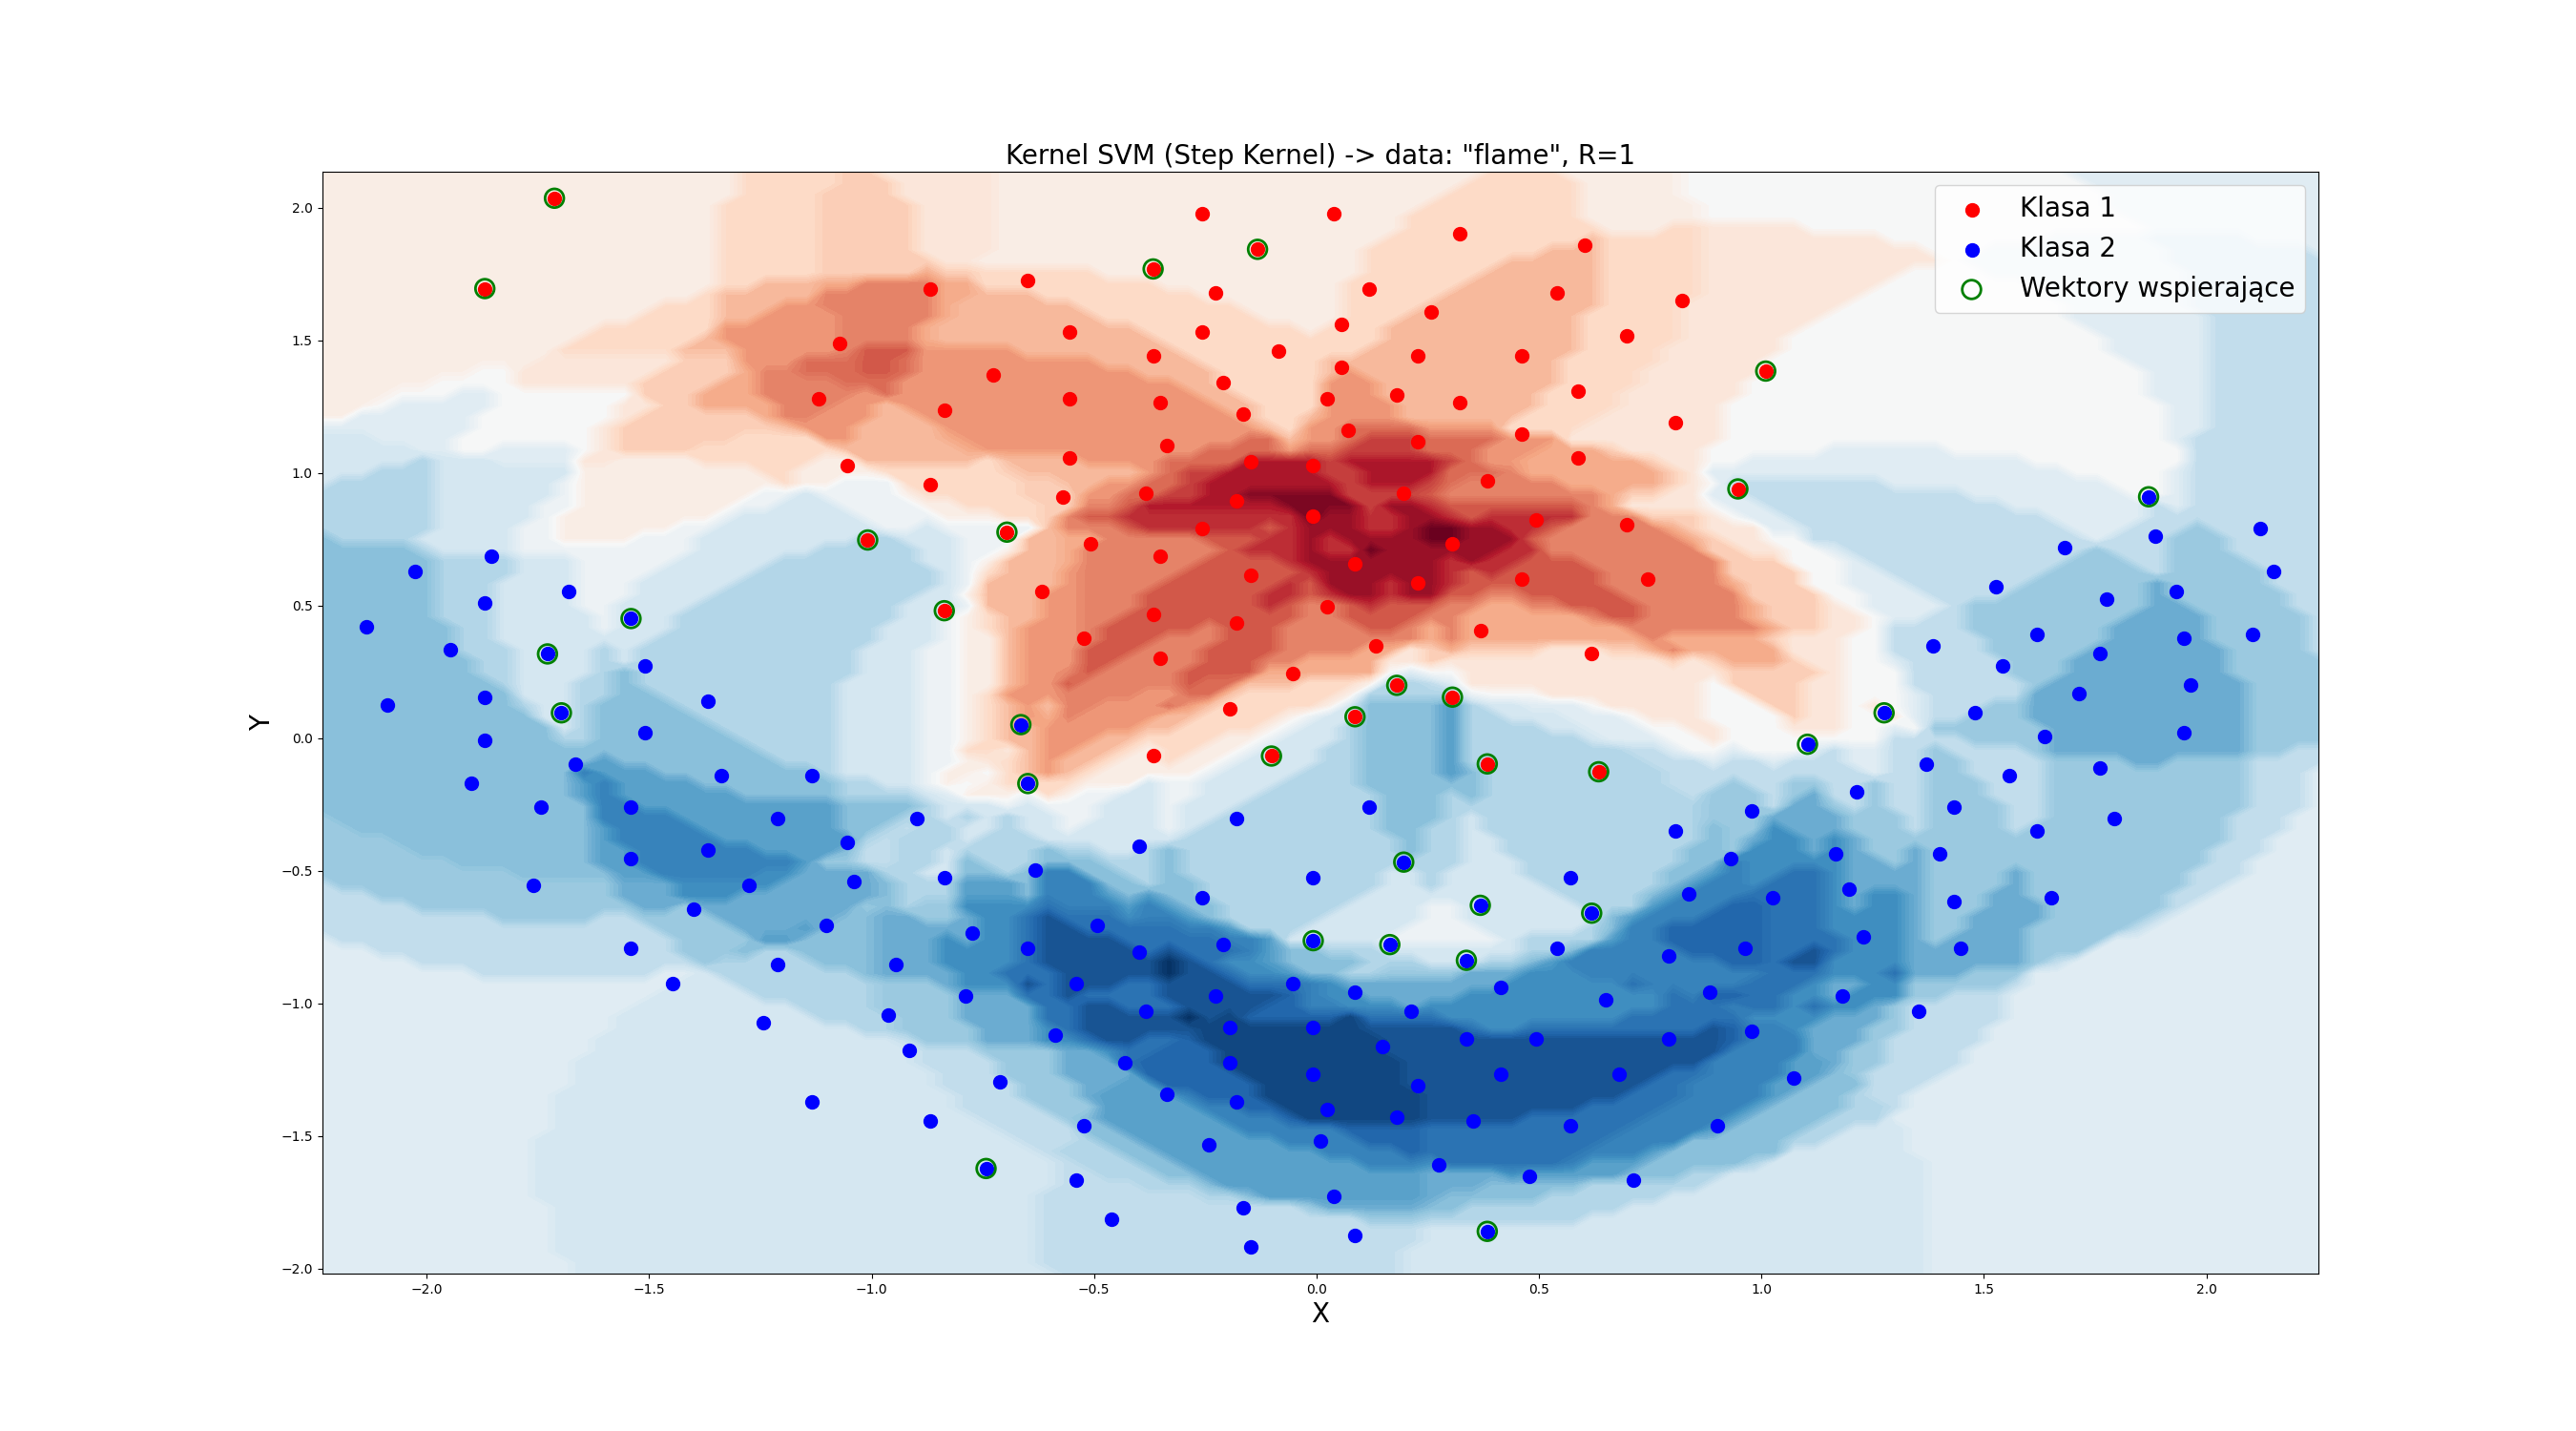 Kernel SVM (Step Kernel) -> data: "flame", R=1
Klasa 1
Klasa 2
Wektory wspierające
2.0
1.5
1.0
0.5
0.0
−0.5
−1.0
−1.5
−2.0
Y
−2.0 −1.5 −1.0 −0.5 0.0 0.5 1.0 1.5 2.0
X